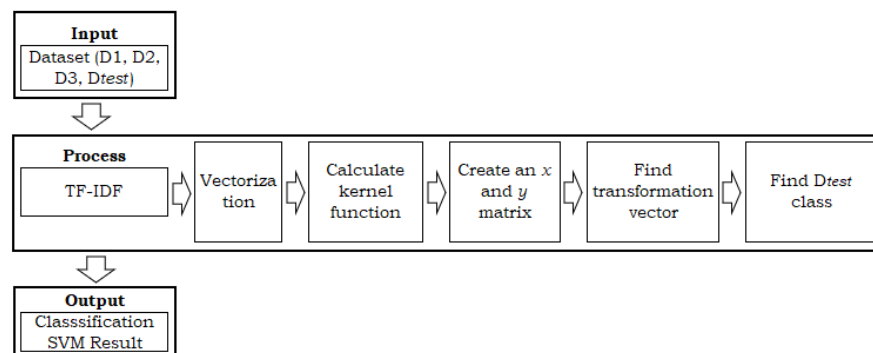 Input
Dataset (D1, D2,
D3, Dtest)
Process
TF-IDF
Vectoriza
tion
Calculate
kernel
function
Create an x
and y
matrix
Find
transformation
vector
Find Dtest
class
Output
Classsification
SVM Result